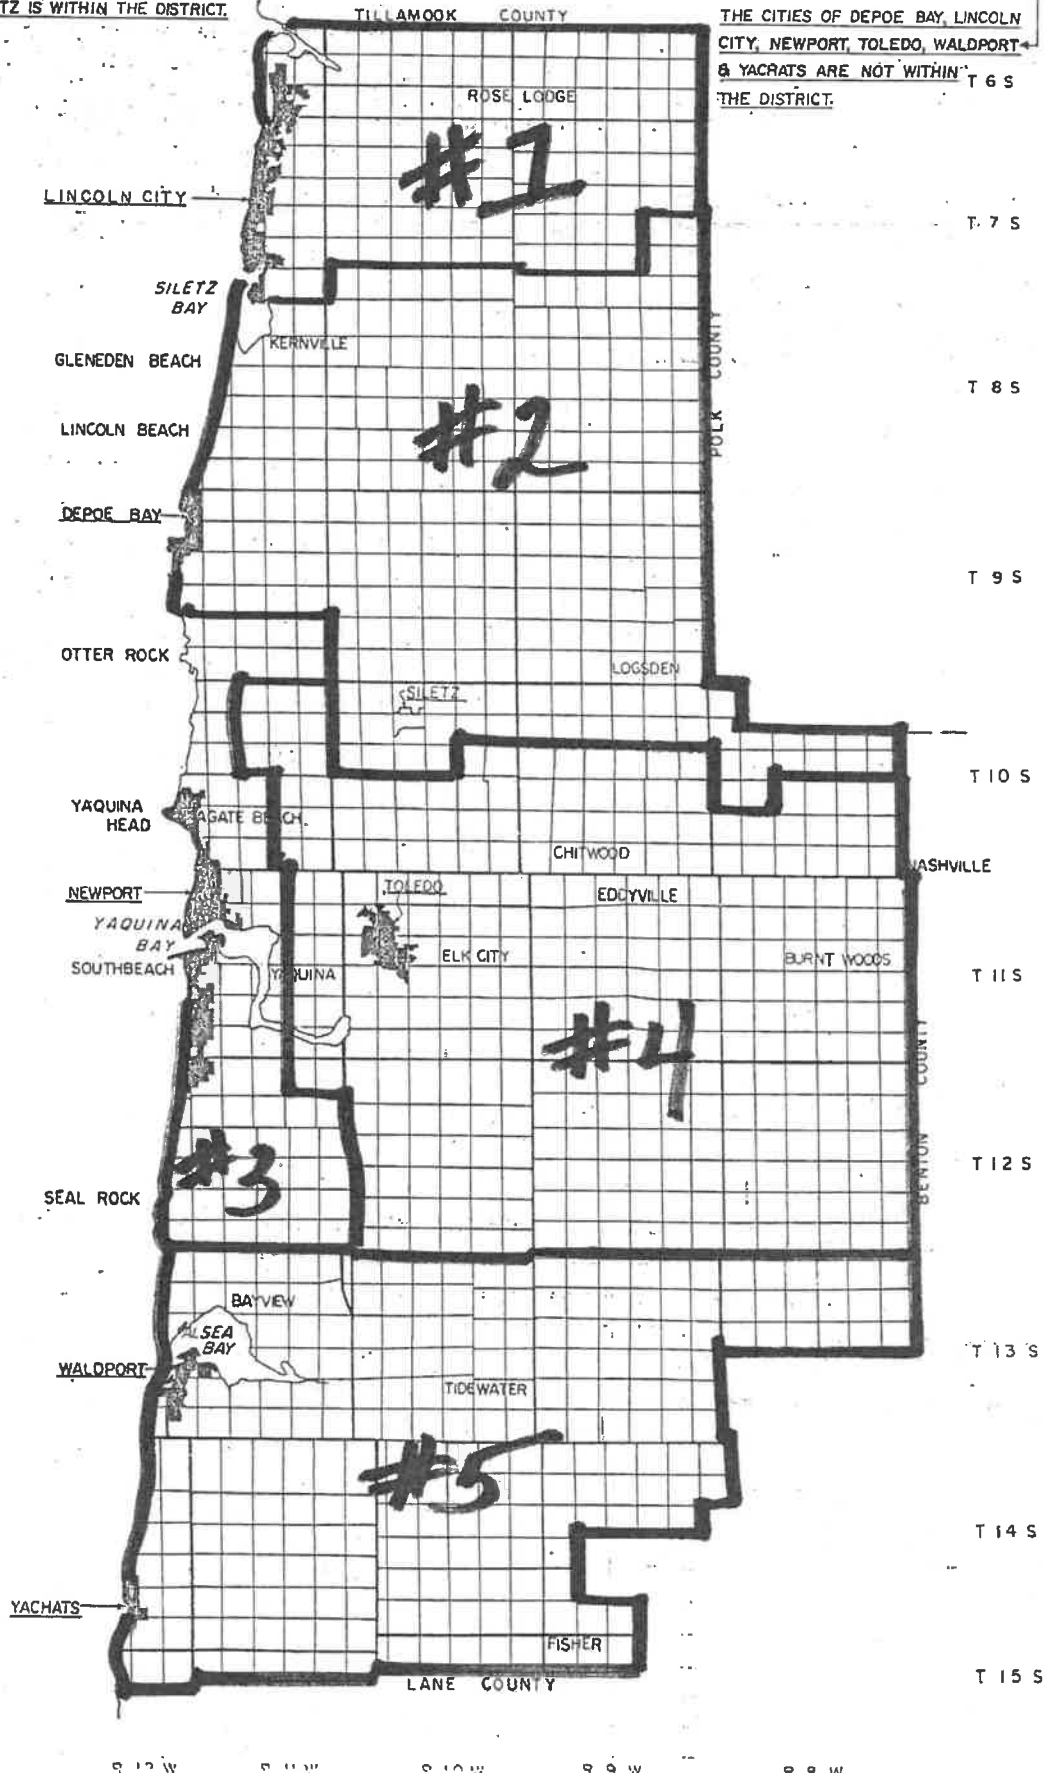 TZ IS WITHIN THE DISTRICT.
TILLAMOOK COUNTY
THE CITIES OF DEPOE BAY, LINCOLN
CITY, NEWPORT, TOLEDO, WALDPORT
& YACRATS ARE NOT WITHIN
THE DISTRICT.
T 6 S
ROSE LODGE
#1
LINCOLN CITY
T 7 S
SILETZ
BAY
KERNVILLE
GLENEDEN BEACH
POLK COUNTY
T 8 S
#2
LINCOLN BEACH
DEPOE BAY
T 9 S
OTTER ROCK
LOGSDEN
SILETZ
T 10 S
YAQUINA
HEAD
AGATE BEACH
CHITWOOD
NASHVILLE
NEWPORT
TOLEDO
EDDYVILLE
YAQUINA
BAY
SOUTHBEACH
YAQUINA
ELK CITY
BURNT WOODS
T 11 S
#4
BENTON COUNTY
#3
T 12 S
SEAL ROCK
BAYVIEW
ALSEA
BAY
WALDPORT
T 13 S
TIDEWATER
#5
T 14 S
YACHATS
FISHER
LANE COUNTY
T 15 S
R 9 W
R 8 W